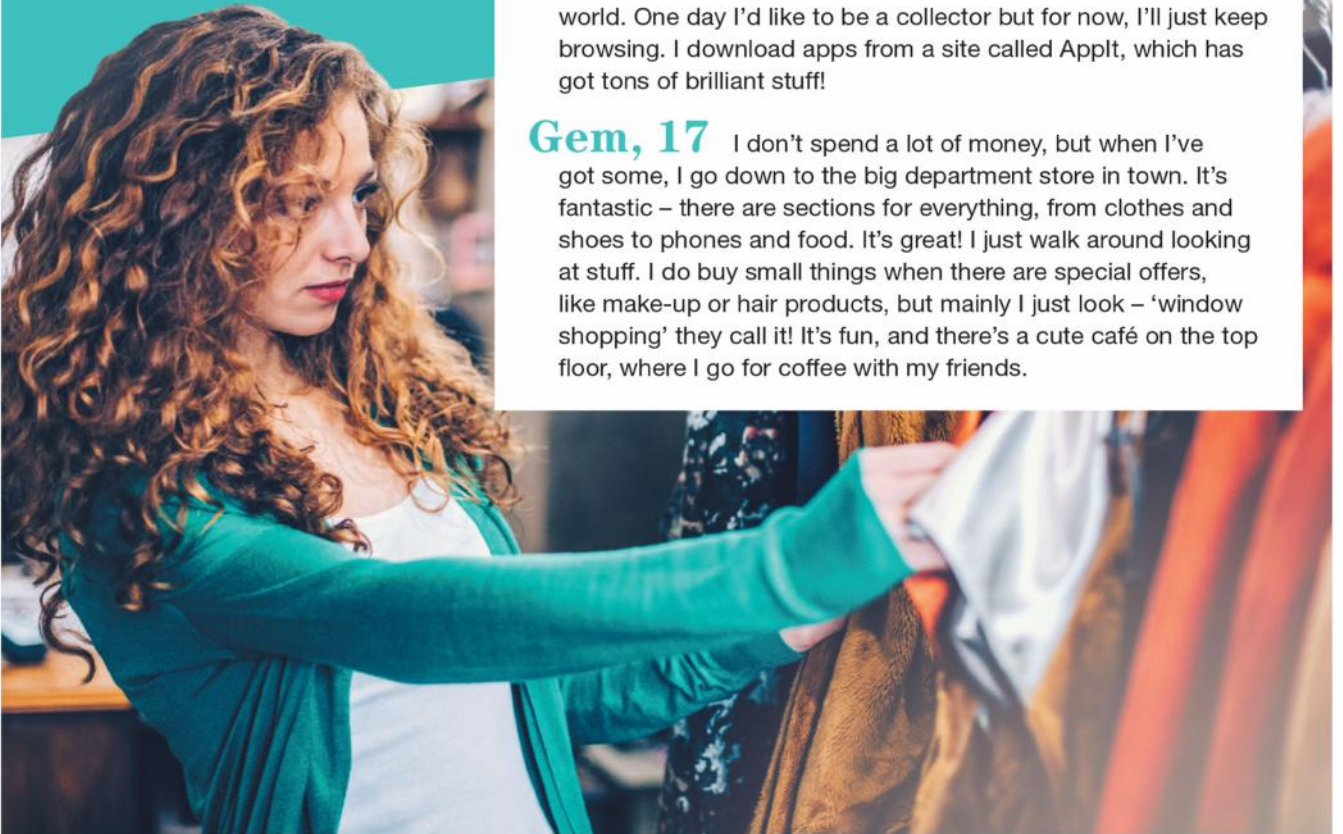 world. One day I'd like to be a collector but for now, I'll just keep
browsing. I download apps from a site called AppIt, which has
got tons of brilliant stuff!
Gem, 17 I don't spend a lot of money, but when I've
got some, I go down to the big department store in town. It's
fantastic – there are sections for everything, from clothes and
shoes to phones and food. It's great! I just walk around looking
at stuff. I do buy small things when there are special offers,
like make-up or hair products, but mainly I just look – ‘window
shopping’ they call it! It's fun, and there's a cute café on the top
floor, where I go for coffee with my friends.